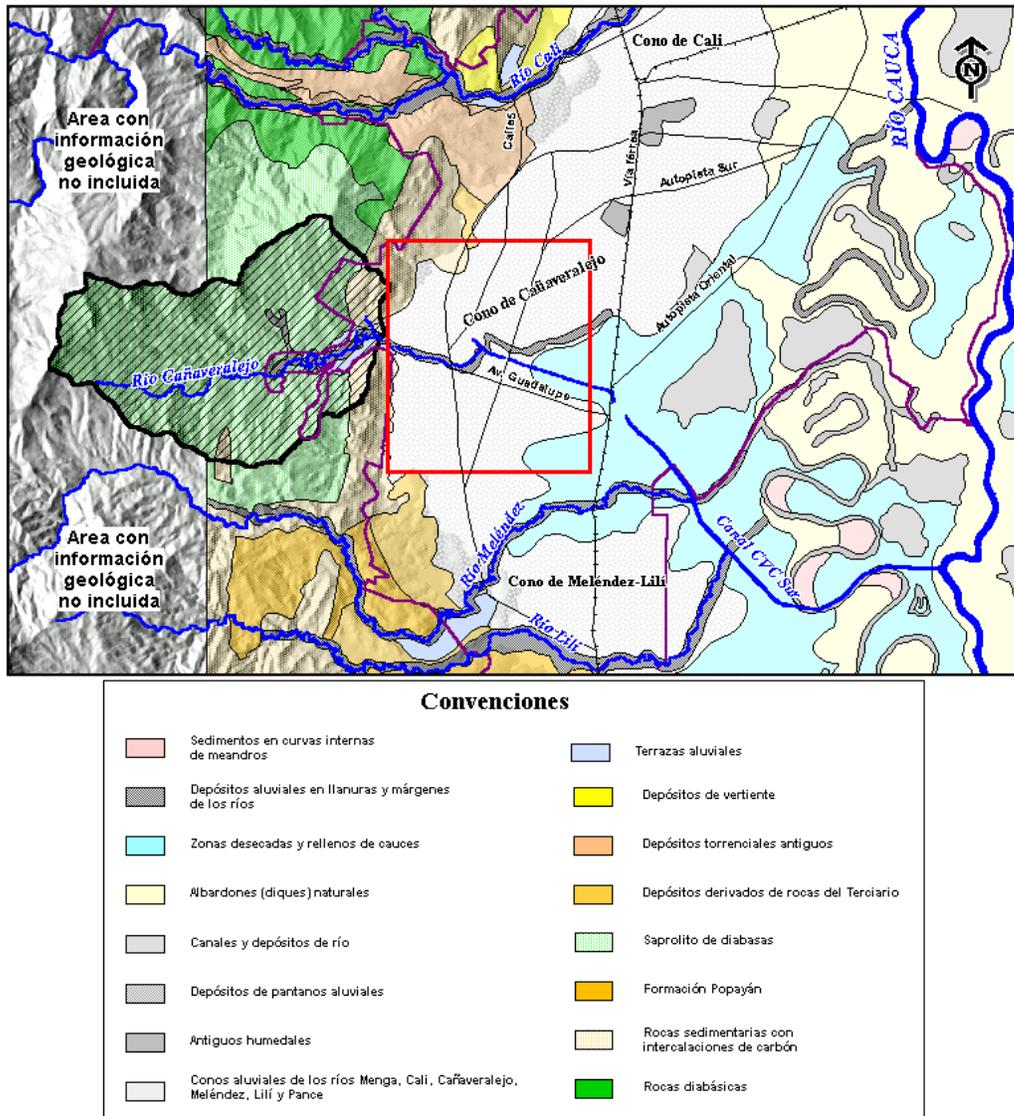 Cono de Cali
Río Cali
RÍO CAUCA
N
Area con
información
geológica
no incluida
Calle 5
Vía férrea
Autopista Sur
Autopista Oriental
Cono de Cañaveralejo
Río Cañaveralejo
Av. Guadalupe
Area con
información
geológica
no incluida
Río Meléndez
Canal CVC Sur
Cono de Meléndez-Lilí
Río Lilí
Convenciones
Sedimentos en curvas internas
de meandros
Depósitos aluviales en llanuras y márgenes
de los ríos
Zonas desecadas y rellenos de cauces
Albardones (diques) naturales
Canales y depósitos de río
Depósitos de pantanos aluviales
Antiguos humedales
Conos aluviales de los ríos Menga, Cali, Cañaveralejo,
Meléndez, Lilí y Pance
Terrazas aluviales
Depósitos de vertiente
Depósitos torrenciales antiguos
Depósitos derivados de rocas del Terciario
Saprolito de diabasas
Formación Popayán
Rocas sedimentarias con
intercalaciones de carbón
Rocas diabásicas